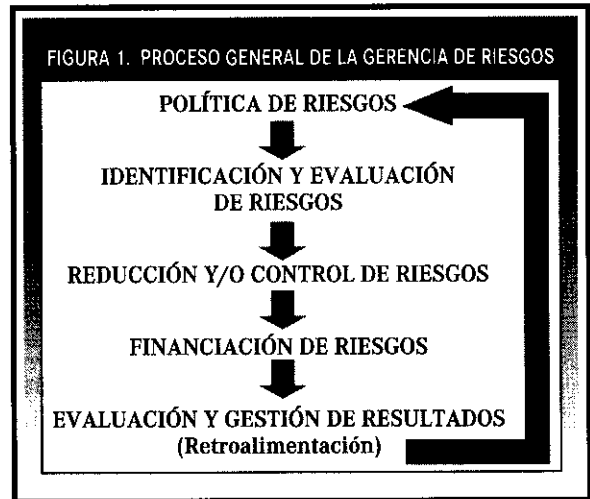 FIGURA 1. PROCESO GENERAL DE LA GERENCIA DE RIESGOS
POLÍTICA DE RIESGOS
IDENTIFICACIÓN Y EVALUACIÓN
DE RIESGOS
REDUCCIÓN Y/O CONTROL DE RIESGOS
FINANCIACIÓN DE RIESGOS
EVALUACIÓN Y GESTIÓN DE RESULTADOS
(Retroalimentación)